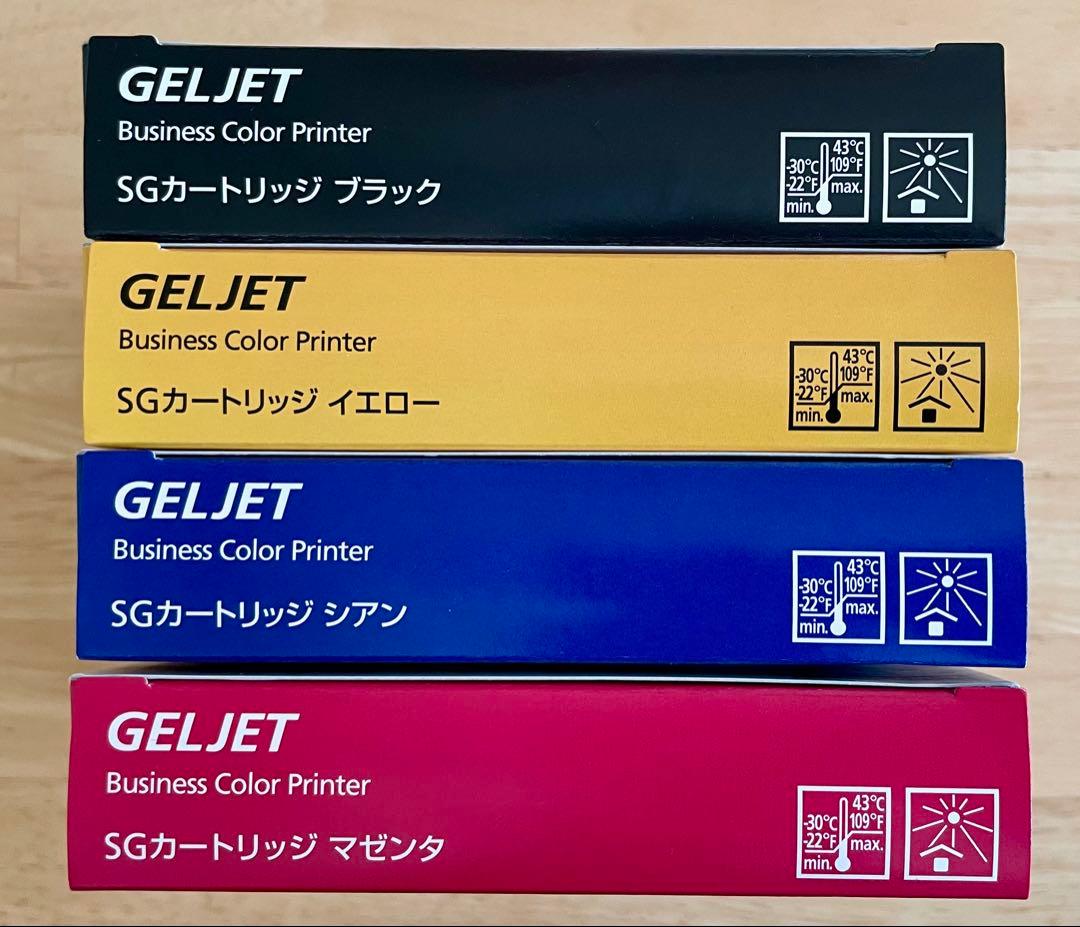 GELJET
Business Color Printer
SGカートリッジ ブラック
43℃
-30℃ 109°F
-22°F max.
min.
GELJET
Business Color Printer
SGカートリッジ イエロー
43℃
-30℃ 109°F
-22°F max.
min.
GELJET
Business Color Printer
SGカートリッジ シアン
43℃
-30℃ 109°F
-22°F max.
min.
GELJET
Business Color Printer
SGカートリッジ マゼンタ
43℃
-30℃ 109°F
-22°F max.
min.